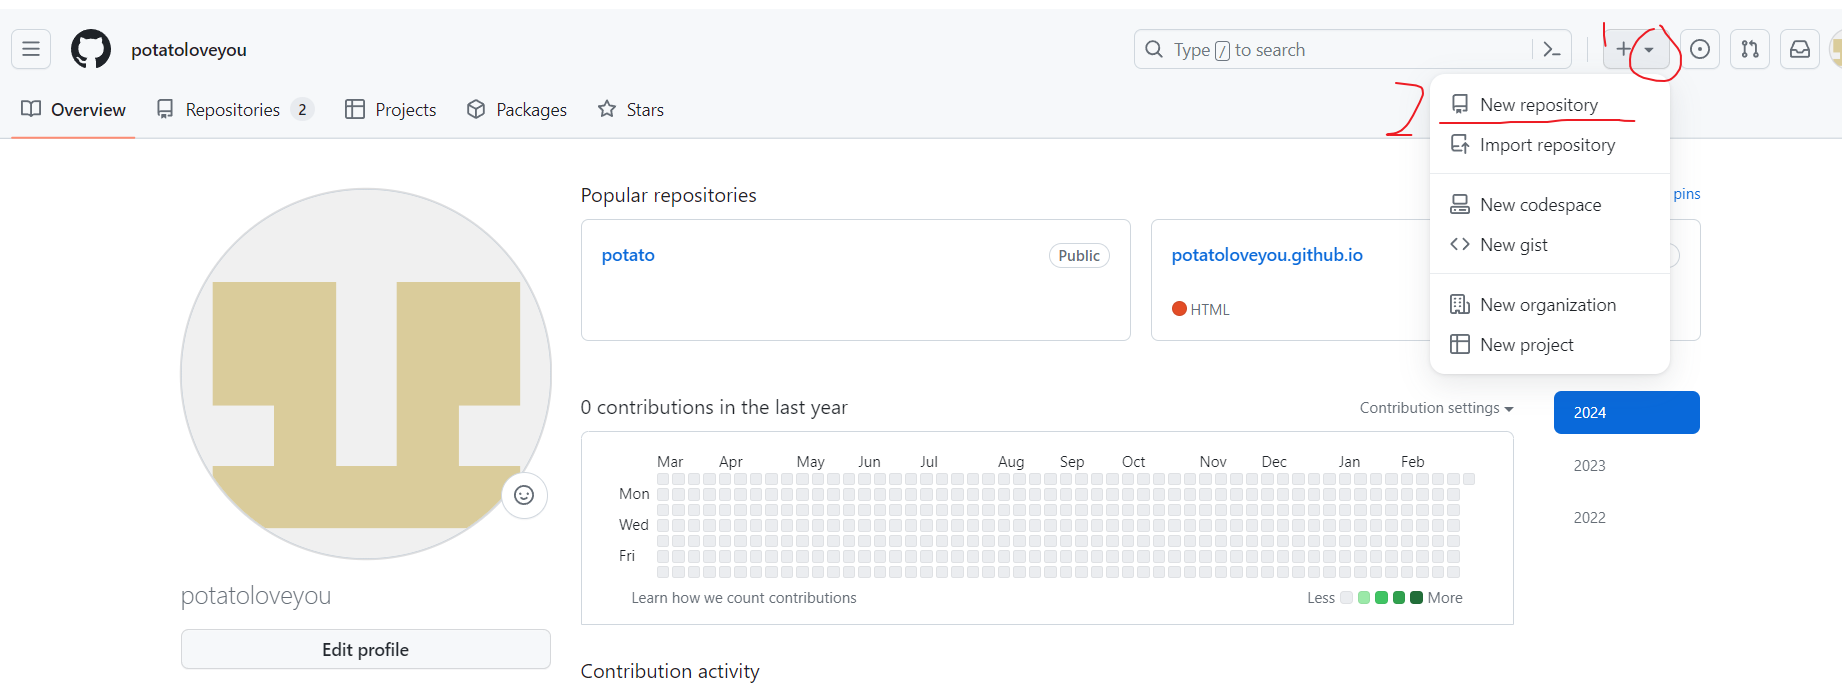 potatoloveyou
Type / to search
Overview
Repositories 2
Projects
Packages
Stars
1
2
New repository
Import repository
New codespace
New gist
New organization
New project
Popular repositories
pins
potato
Public
potatoloveyou.github.io
HTML
0 contributions in the last year
Contribution settings
2024
2023
2022
Mar Apr May Jun Jul Aug Sep Oct Nov Dec Jan Feb
Mon
Wed
Fri
Learn how we count contributions
Less More
potatoloveyou
Edit profile
Contribution activity